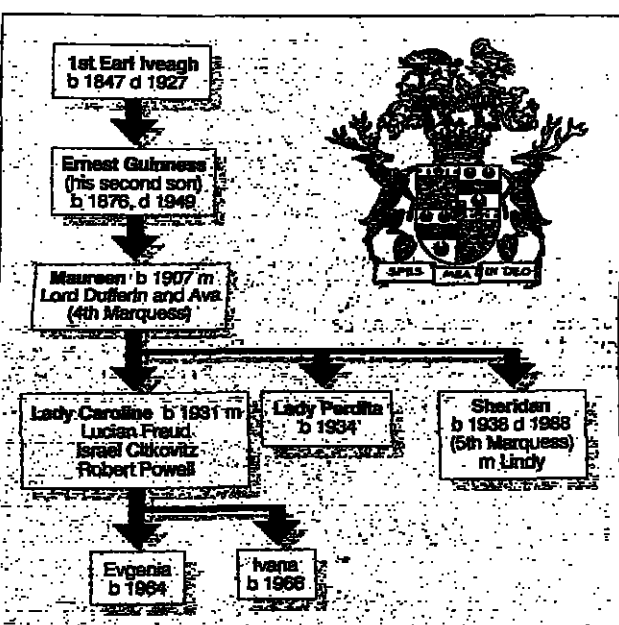 1st Earl Iveagh
b 1847 d 1927
Ernest Guinness
(his second son)
b 1876, d 1949
SPES MEA IN DEO
Maureen b 1907 m
Lord Dufferin and Ava
(4th Marquess)
Lady Caroline b 1931 m
Lucian Freud
Israel Citkovitz
Robert Powell
Lady Perdita
b 1934
Sheridan
b 1938 d 1988
(5th Marquess)
m Lindy
Evgenia
b 1964
Ivana
b 1966